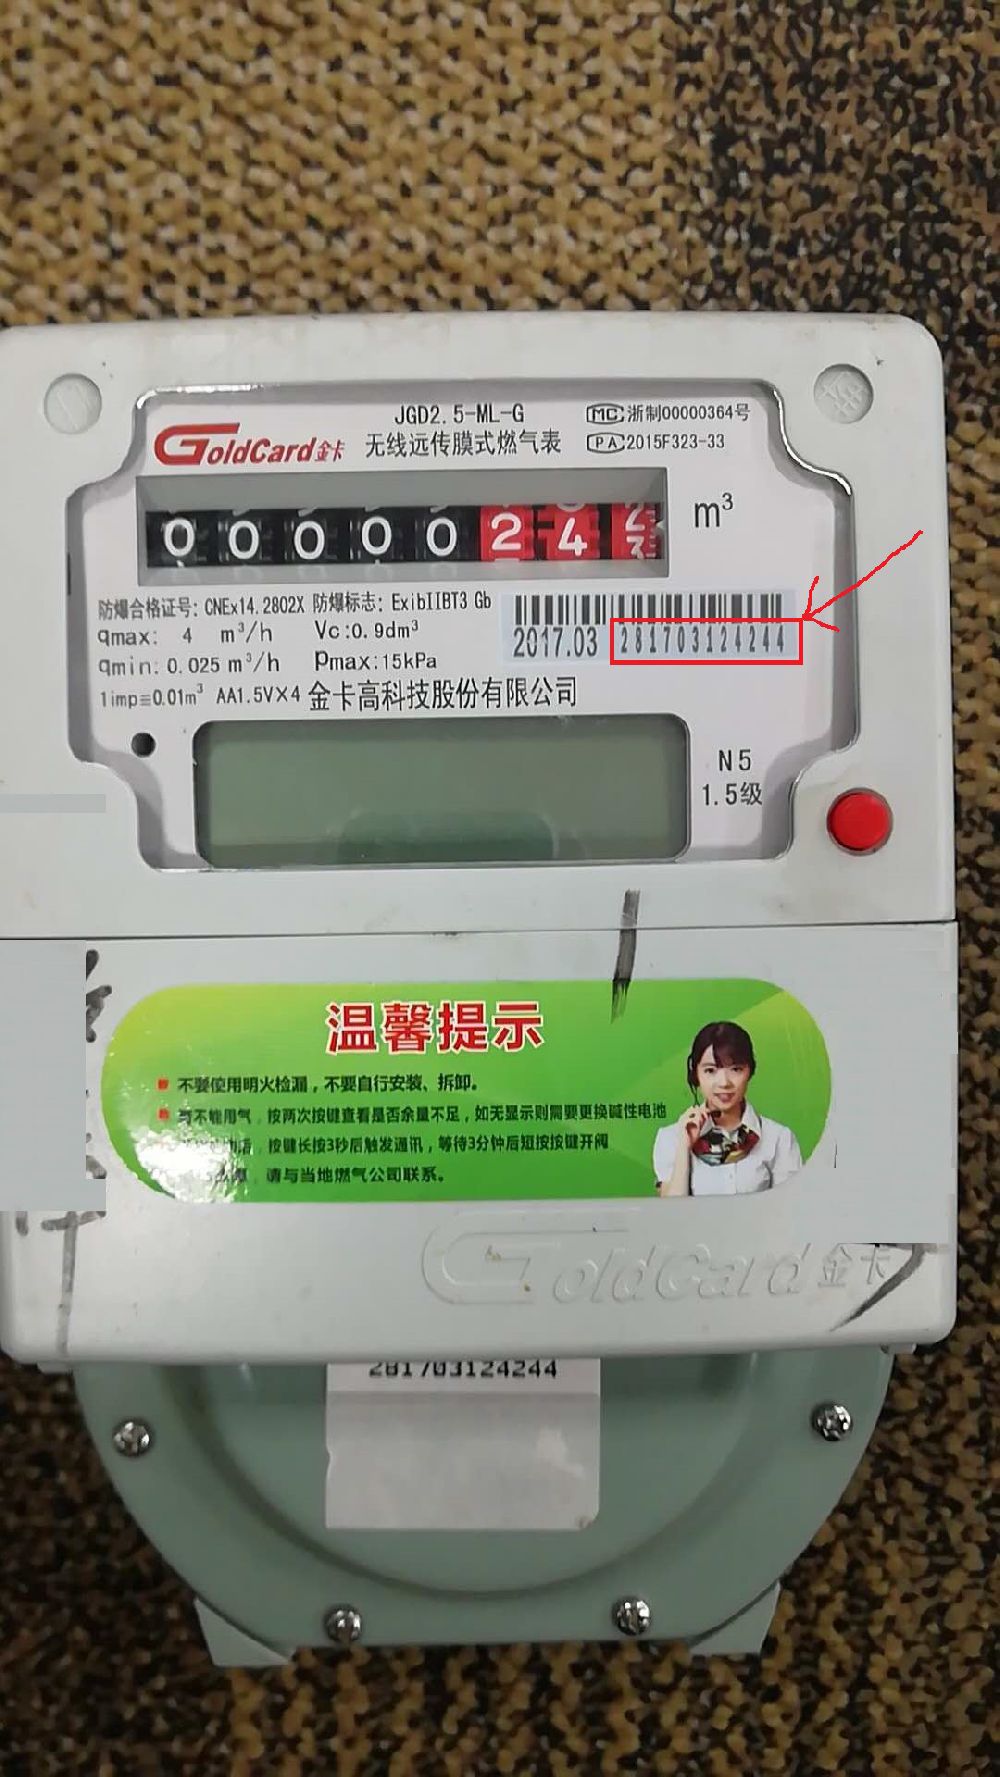 JGD2.5-ML-G
MC 浙制00000364号
GoldCard金卡
无线远传膜式燃气表
PA 2015F323-33
00000 24
m³
防爆合格证号: CNEx14.2802X 防爆标志: ExibIIBT3 Gb
qmax: 4 m³/h Vc:0.9dm³
2017.03 281703124244
qmin: 0.025 m³/h pmax:15kPa
1imp≡0.01m³ AA1.5V×4 金卡高科技股份有限公司
N5
1.5级
温馨提示
不要使用明火检漏，不要自行安装、拆卸。
不能用气，按两次按键查看是否余量不足，如无显示则需要更换碱性电池
按键长按3秒后触发通讯，等待3分钟后短按按键开阀
请与当地燃气公司联系。
GoldCard金卡
281703124244